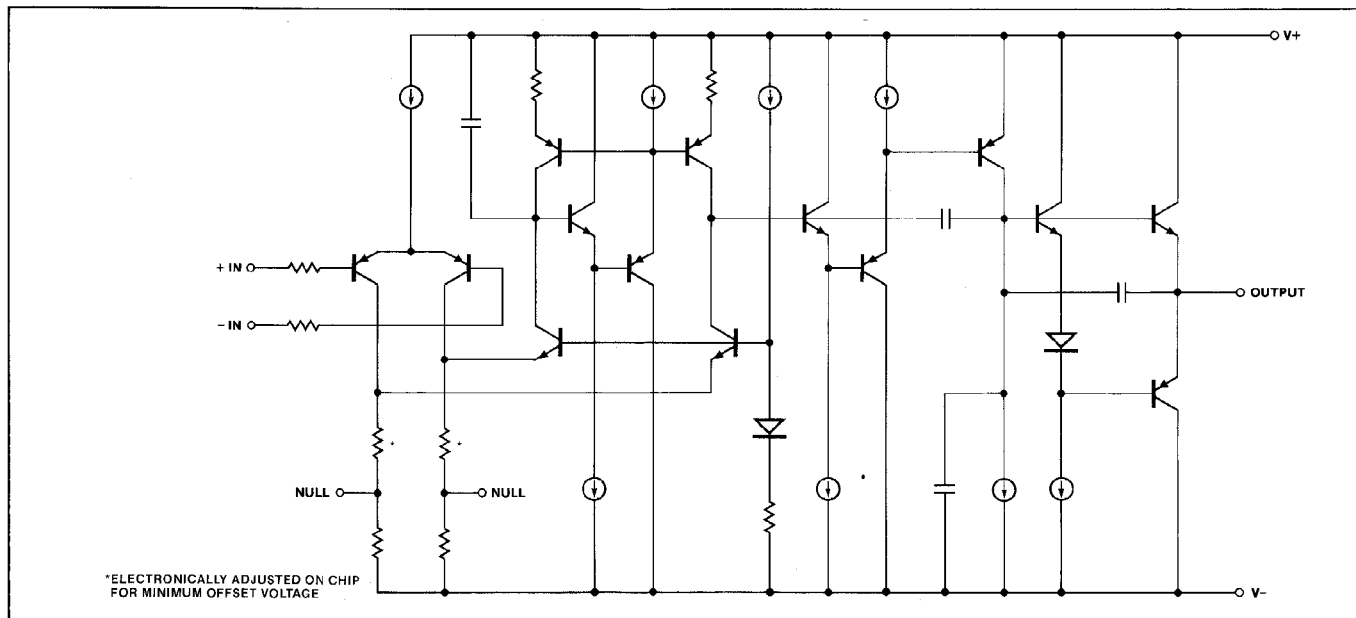 V+
+ IN
- IN
OUTPUT
*
*
NULL
NULL
*ELECTRONICALLY ADJUSTED ON CHIP
FOR MINIMUM OFFSET VOLTAGE
V-